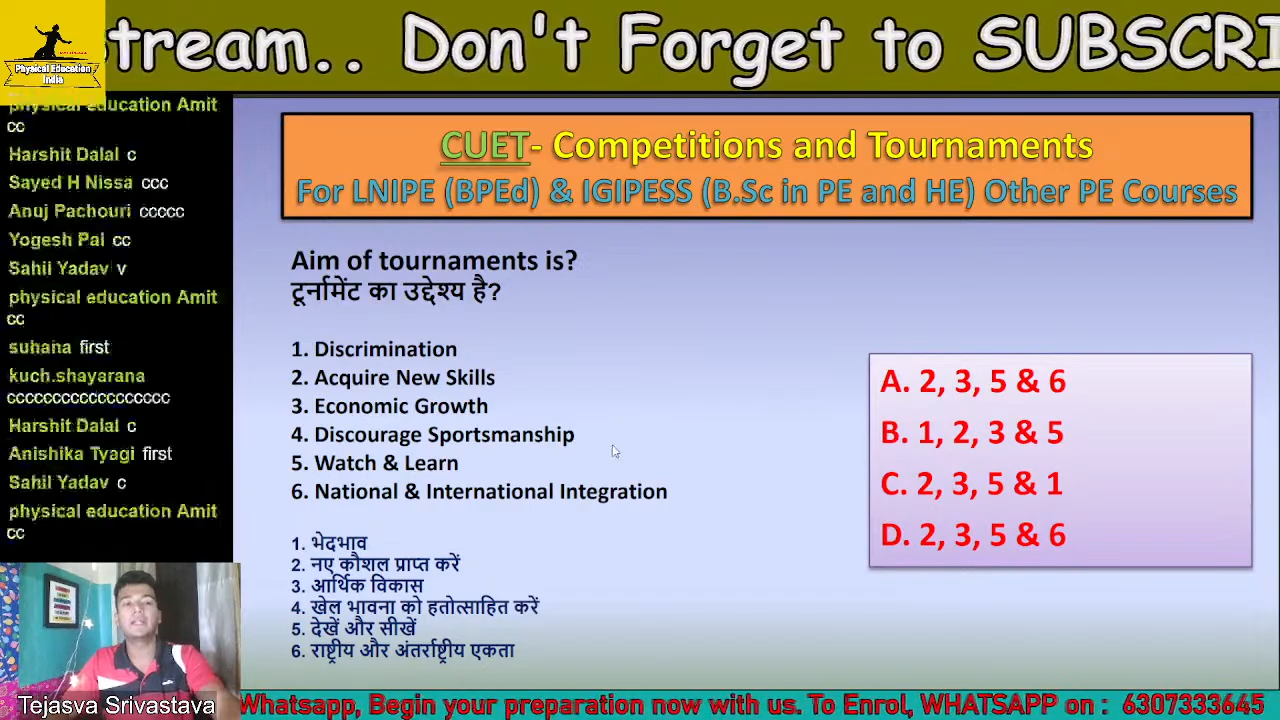 stream.. Don't Forget to SUBSCRI
Physical Education
India
physical education Amit
cc
Harshit Dalal c
Sayed H Nissa ccc
Anuj Pachouri ccccc
Yogesh Pal cc
Sahil Yadav v
physical education Amit
cc
suhana first
kuch.shayarana
cccccccccccccccccc
Harshit Dalal c
Anishika Tyagi first
Sahil Yadav c
physical education Amit
cc
CUET- Competitions and Tournaments
For LNIPE (BPEd) & IGIPESS (B.Sc in PE and HE) Other PE Courses
Aim of tournaments is?
टूर्नामेंट का उद्देश्य है?
1. Discrimination
2. Acquire New Skills
3. Economic Growth
4. Discourage Sportsmanship
5. Watch & Learn
6. National & International Integration
1. भेदभाव
2. नए कौशल प्राप्त करें
3. आर्थिक विकास
4. खेल भावना को हतोत्साहित करें
5. देखें और सीखें
6. राष्ट्रीय और अंतर्राष्ट्रीय एकता
A. 2, 3, 5 & 6
B. 1, 2, 3 & 5
C. 2, 3, 5 & 1
D. 2, 3, 5 & 6
Tejasva Srivastava
Whatsapp, Begin your preparation now with us. To Enrol, WHATSAPP on : 6307333645